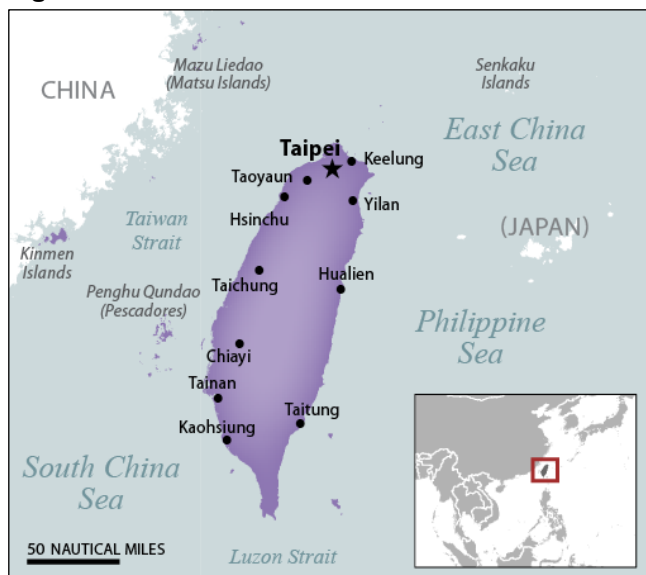 Mazu Liedao
(Matsu Islands)
Senkaku
Islands
CHINA
East China
Sea
Taipei
Keelung
Taoyaun
Yilan
Hsinchu
Taiwan
Strait
(JAPAN)
Kinmen
Islands
Taichung
Hualien
Penghu Qundao
(Pescadores)
Philippine
Sea
Chiayi
Tainan
Taitung
Kaohsiung
South China
Sea
50 NAUTICAL MILES
Luzon Strait